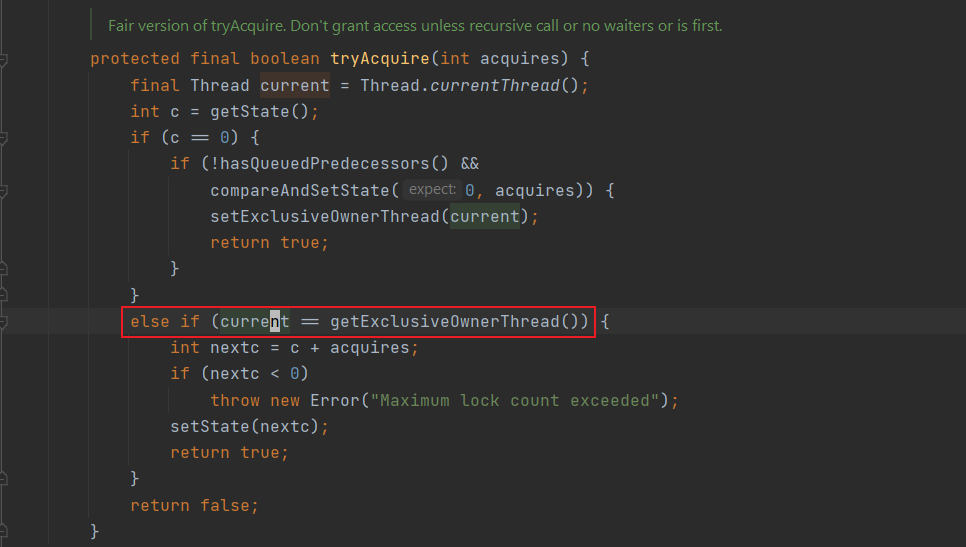 Fair version of tryAcquire. Don't grant access unless recursive call or no waiters or is first.
protected final boolean tryAcquire(int acquires) {
final Thread current = Thread.currentThread();
int c = getState();
if (c == 0) {
if (!hasQueuedPredecessors() &&
compareAndSetState( expect: 0, acquires)) {
setExclusiveOwnerThread(current);
return true;
}
}
else if (current == getExclusiveOwnerThread()) {
int nextc = c + acquires;
if (nextc < 0)
throw new Error("Maximum lock count exceeded");
setState(nextc);
return true;
}
return false;
}